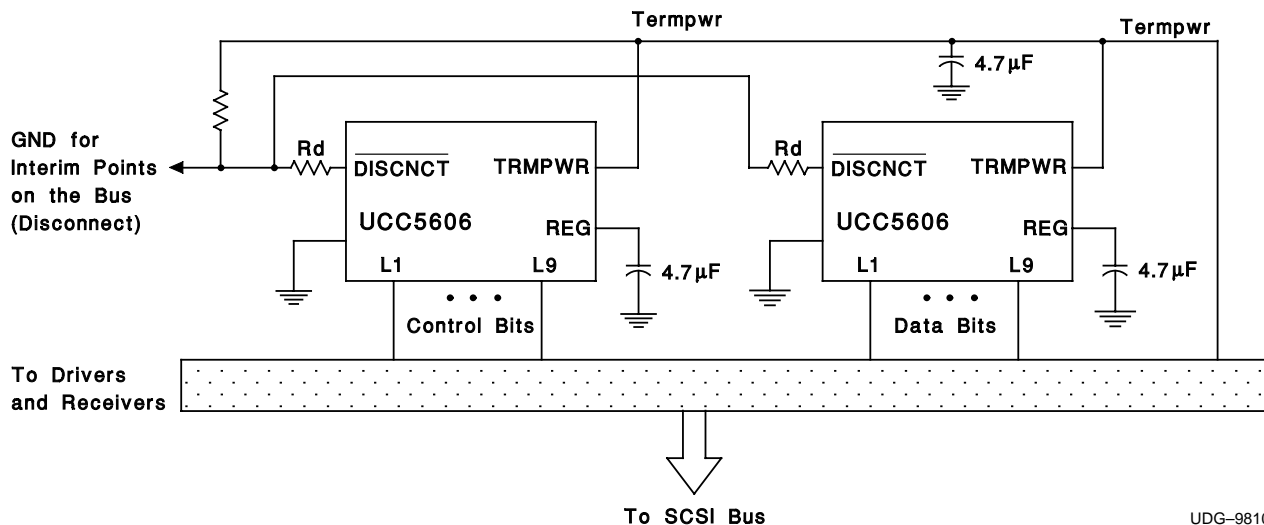 Termpwr
Termpwr
4.7µF
GND for
Interim Points
on the Bus
(Disconnect)
Rd
DISCNCT
TRMPWR
UCC5606
REG
L1
L9
4.7µF
Control Bits
Rd
DISCNCT
TRMPWR
UCC5606
REG
L1
L9
4.7µF
Data Bits
To Drivers
and Receivers
To SCSI Bus